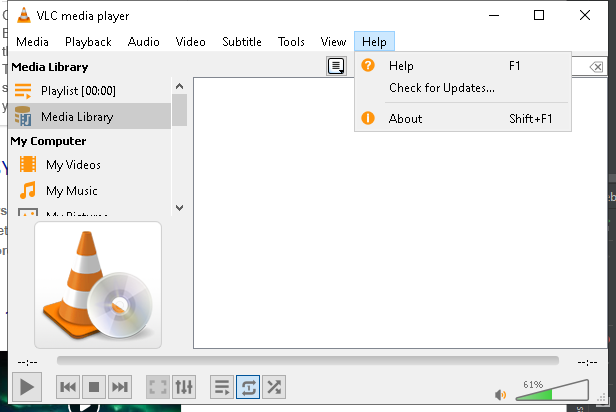 VLC media player
Media Playback Audio Video Subtitle Tools View Help
Media Library
Playlist [00:00]
Media Library
My Computer
My Videos
My Music
My Pictures
Help F1
Check for Updates...
About Shift+F1
--:-- --:--
61%